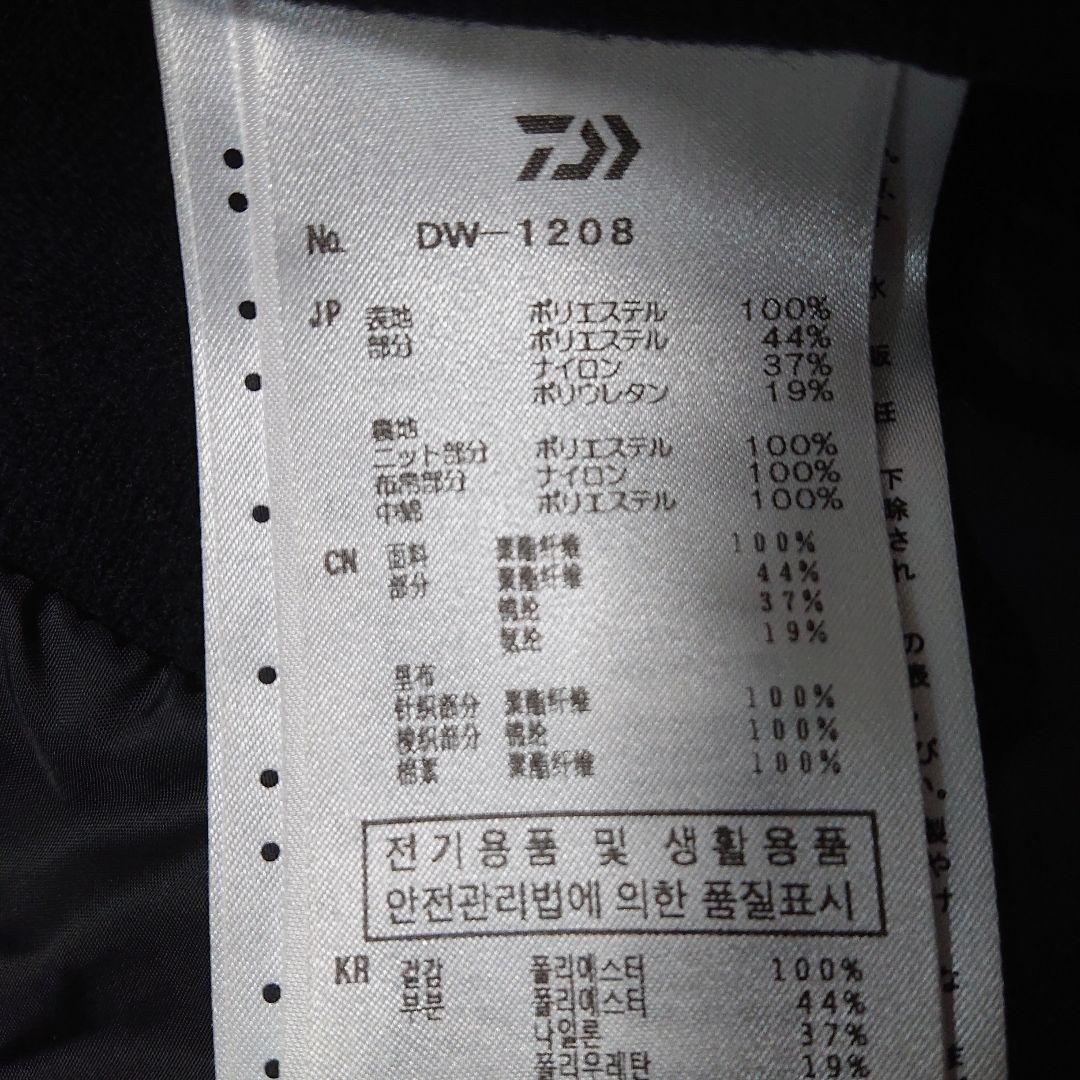 No. DW-1208
JP 表地 ポリエステル 100%
部分 ポリエステル 44%
ナイロン 37%
ポリウレタン 19%
裏地
ニット部分 ポリエステル 100%
布帛部分 ナイロン 100%
中綿 ポリエステル 100%
CN 面料 聚酯纤维 100%
部分 聚酯纤维 44%
锦纶 37%
氨纶 19%
里布
针织部分 聚酯纤维 100%
梭织部分 锦纶 100%
棉絮 聚酯纤维 100%
전기용품 및 생활용품
안전관리법에 의한 품질표시
KR 겉감 폴리에스터 100%
부분 폴리에스터 44%
나일론 37%
폴리우레탄 19%